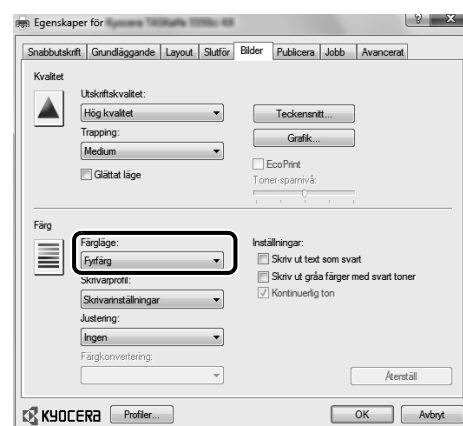 Egenskaper för
Snabbutskrift Grundläggande Layout Slutför Bilder Publicera Jobb Avancerat
Kvalitet
Utskriftskvalitet:
Hög kvalitet
Teckensnitt...
Trapping:
Grafik...
Medium
EcoPrint
Glättat läge
Toner-sparnivå:
Färg
Färgläge:
Inställningar:
Fyrfärg
Skriv ut text som svart
Skrivarprofil:
Skriv ut gråa färger med svart toner
Skrivarinställningar
Kontinuerlig ton
Justering:
Ingen
Färgkonvertering:
Återställ
KYOCERA Profiler... OK Avbryt